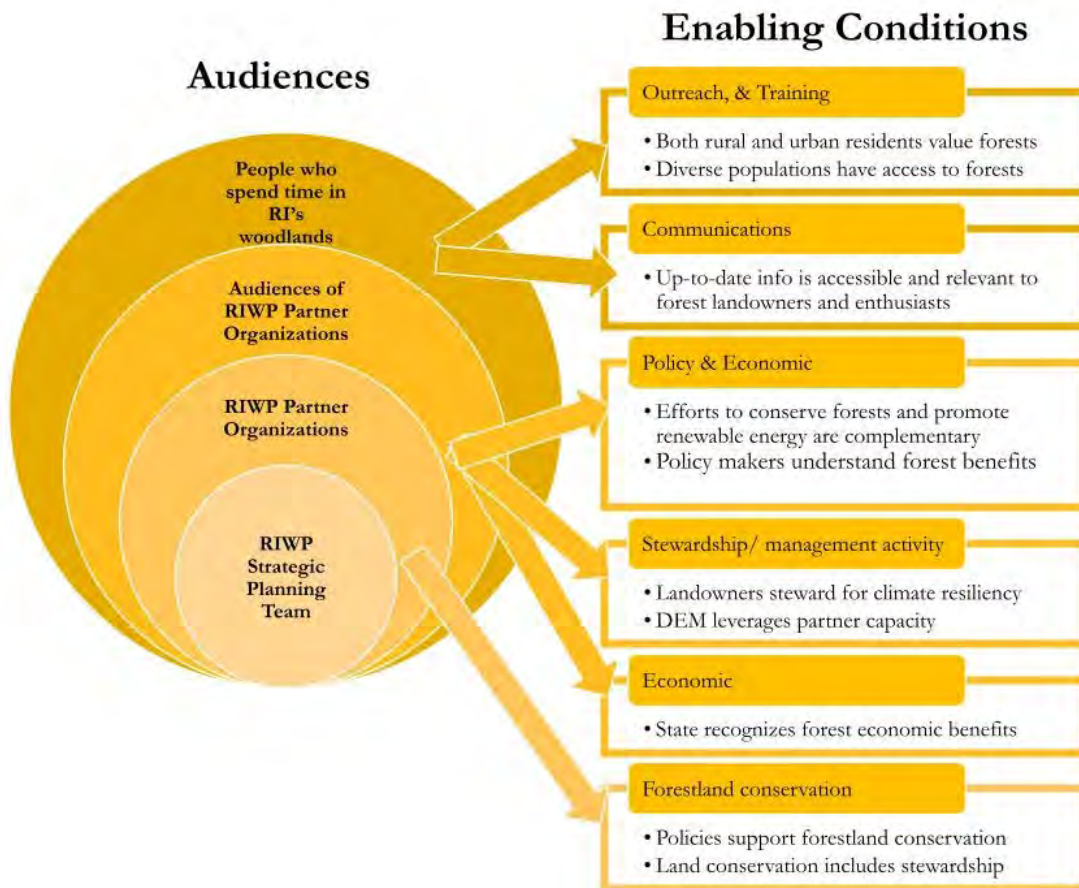 Audiences
People who
spend time in
RI's
woodlands
Audiences of
RIWP Partner
Organizations
RIWP Partner
Organizations
RIWP
Strategic
Planning
Team
Enabling Conditions
Outreach, & Training
• Both rural and urban residents value forests
• Diverse populations have access to forests
Communications
• Up-to-date info is accessible and relevant to
forest landowners and enthusiasts
Policy & Economic
• Efforts to conserve forests and promote
renewable energy are complementary
• Policy makers understand forest benefits
Stewardship/ management activity
• Landowners steward for climate resiliency
• DEM leverages partner capacity
Economic
• State recognizes forest economic benefits
Forestland conservation
• Policies support forestland conservation
• Land conservation includes stewardship